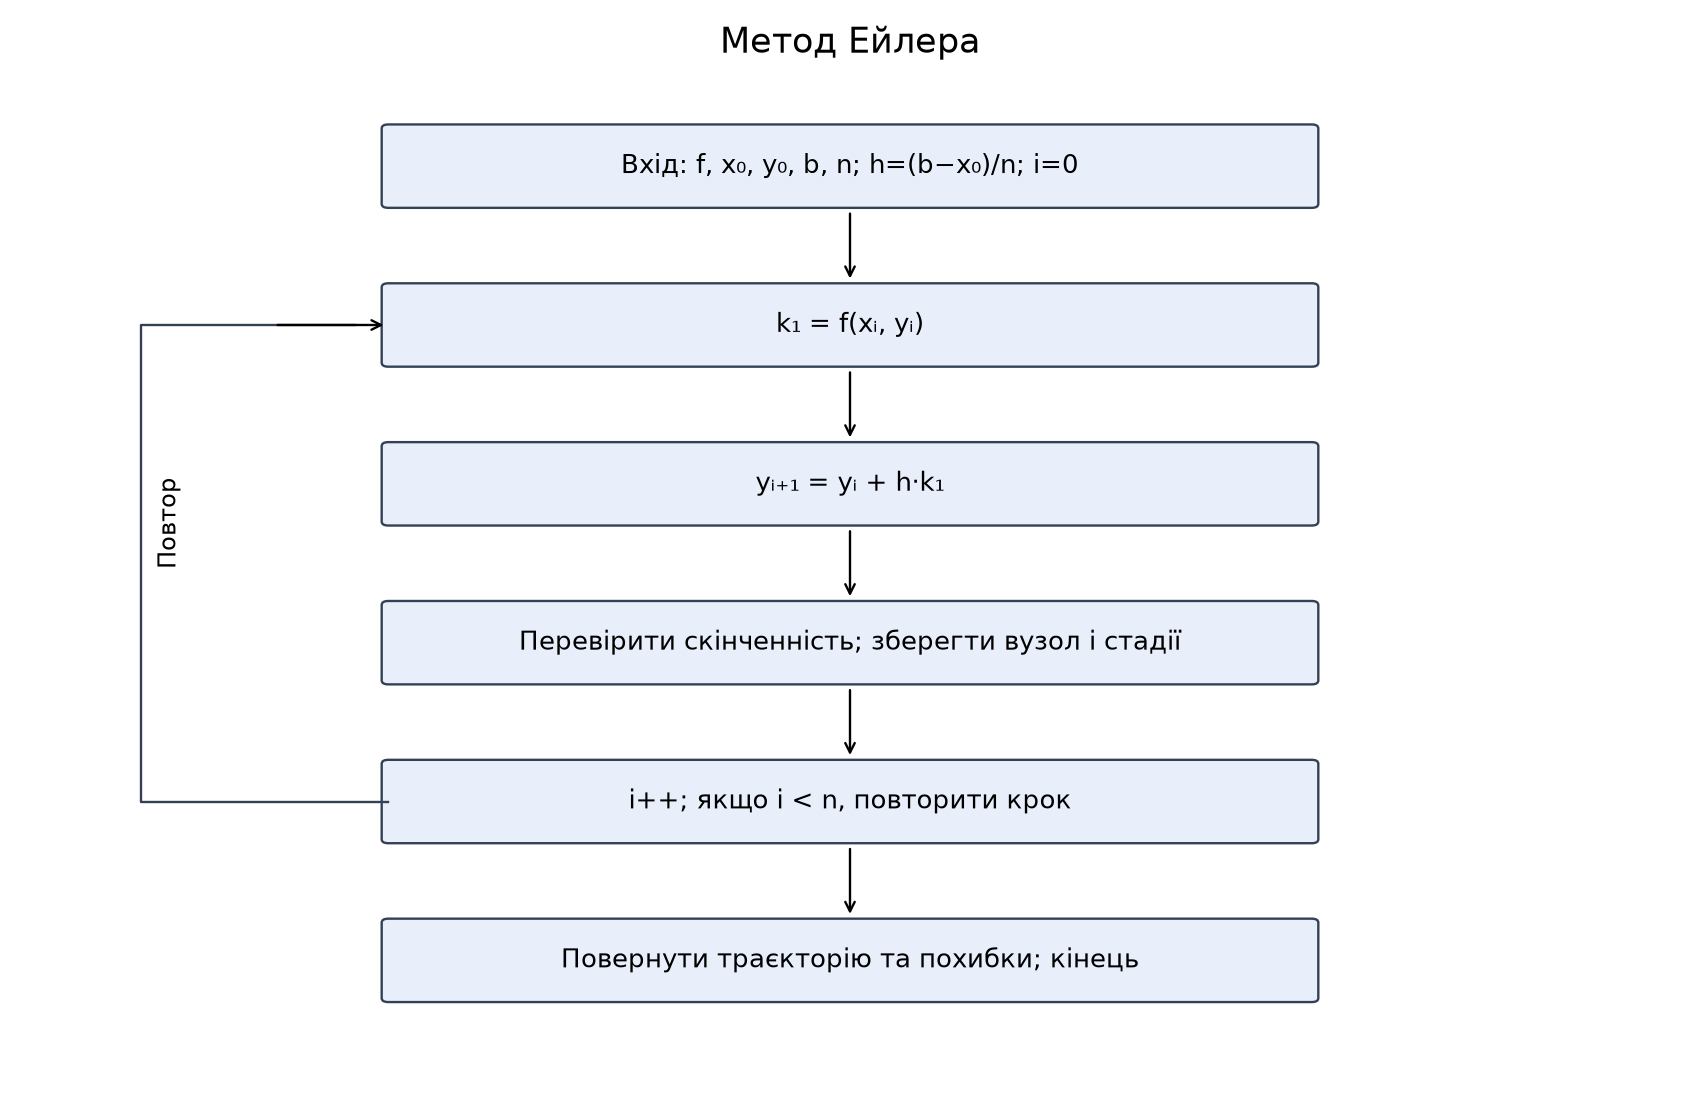 Метод Ейлера
Вхід: f, x₀, y₀, b, n; h=(b−x₀)/n; i=0
k₁ = f(xᵢ, yᵢ)
yᵢ₊₁ = yᵢ + h·k₁
Повтор
Перевірити скінченність; зберегти вузол і стадії
i++; якщо i < n, повторити крок
Повернути траєкторію та похибки; кінець